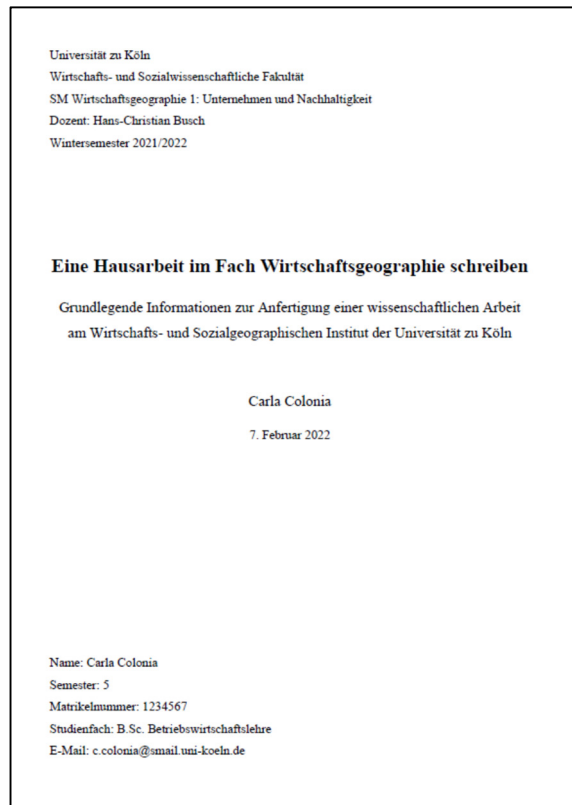 Universität zu Köln
Wirtschafts- und Sozialwissenschaftliche Fakultät
SM Wirtschaftsgeographie 1: Unternehmen und Nachhaltigkeit
Dozent: Hans-Christian Busch
Wintersemester 2021/2022
Eine Hausarbeit im Fach Wirtschaftsgeographie schreiben
Grundlegende Informationen zur Anfertigung einer wissenschaftlichen Arbeit
am Wirtschafts- und Sozialgeographischen Institut der Universität zu Köln
Carla Colonia
7. Februar 2022
Name: Carla Colonia
Semester: 5
Matrikelnummer: 1234567
Studienfach: B.Sc. Betriebswirtschaftslehre
E-Mail: c.colonia@smail.uni-koeln.de